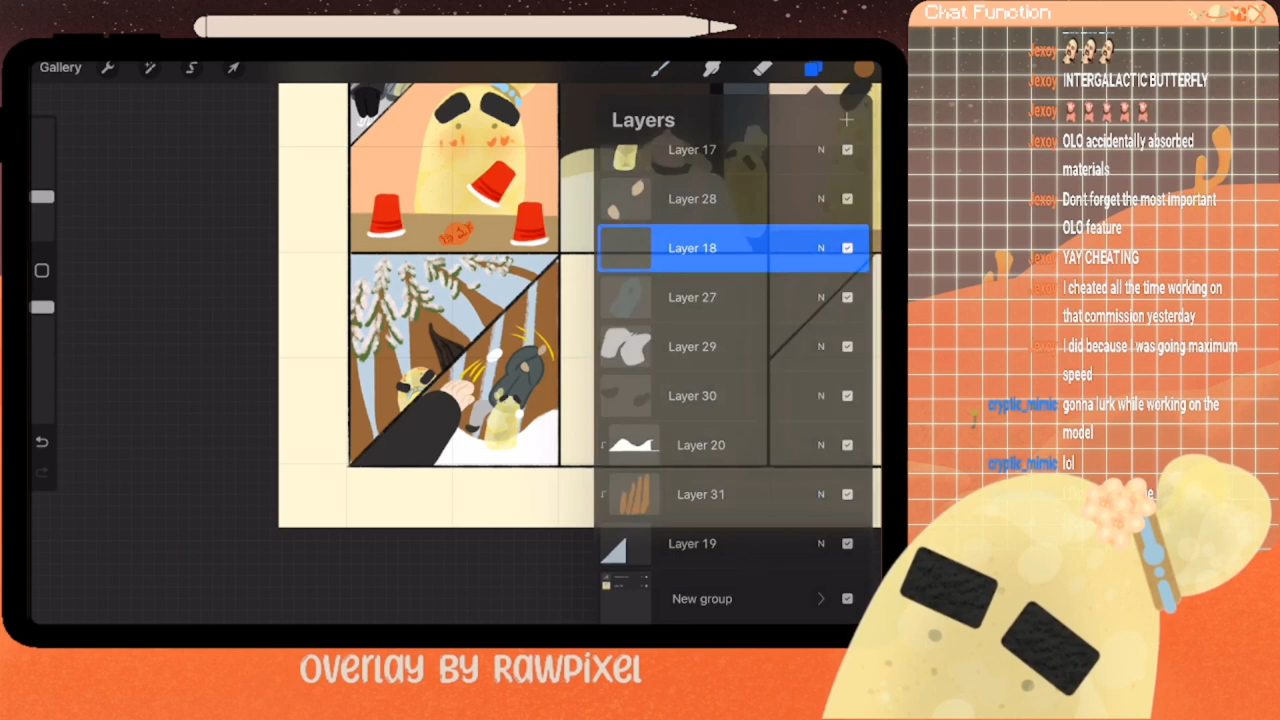 Chat Function
Gallery
Layers
Layer 17 N
Layer 28 N
Layer 18 N
Layer 27 N
Layer 29 N
Layer 30 N
Layer 20 N
Layer 31 N
Layer 19 N
New group
Jexoy
Jexoy INTERGALACTIC BUTTERFLY
Jexoy
Jexoy OLO accidentally absorbed
materials
Jexoy Dont forget the most important
OLO feature
Jexoy YAY CHEATING
Jexoy I cheated all the time working on
that commission yesterday
Jexoy I did because I was going maximum
speed
cryptic_mimic gonna lurk while working on the
model
cryptic_mimic lol
OVERLAY BY RAWPIXEL